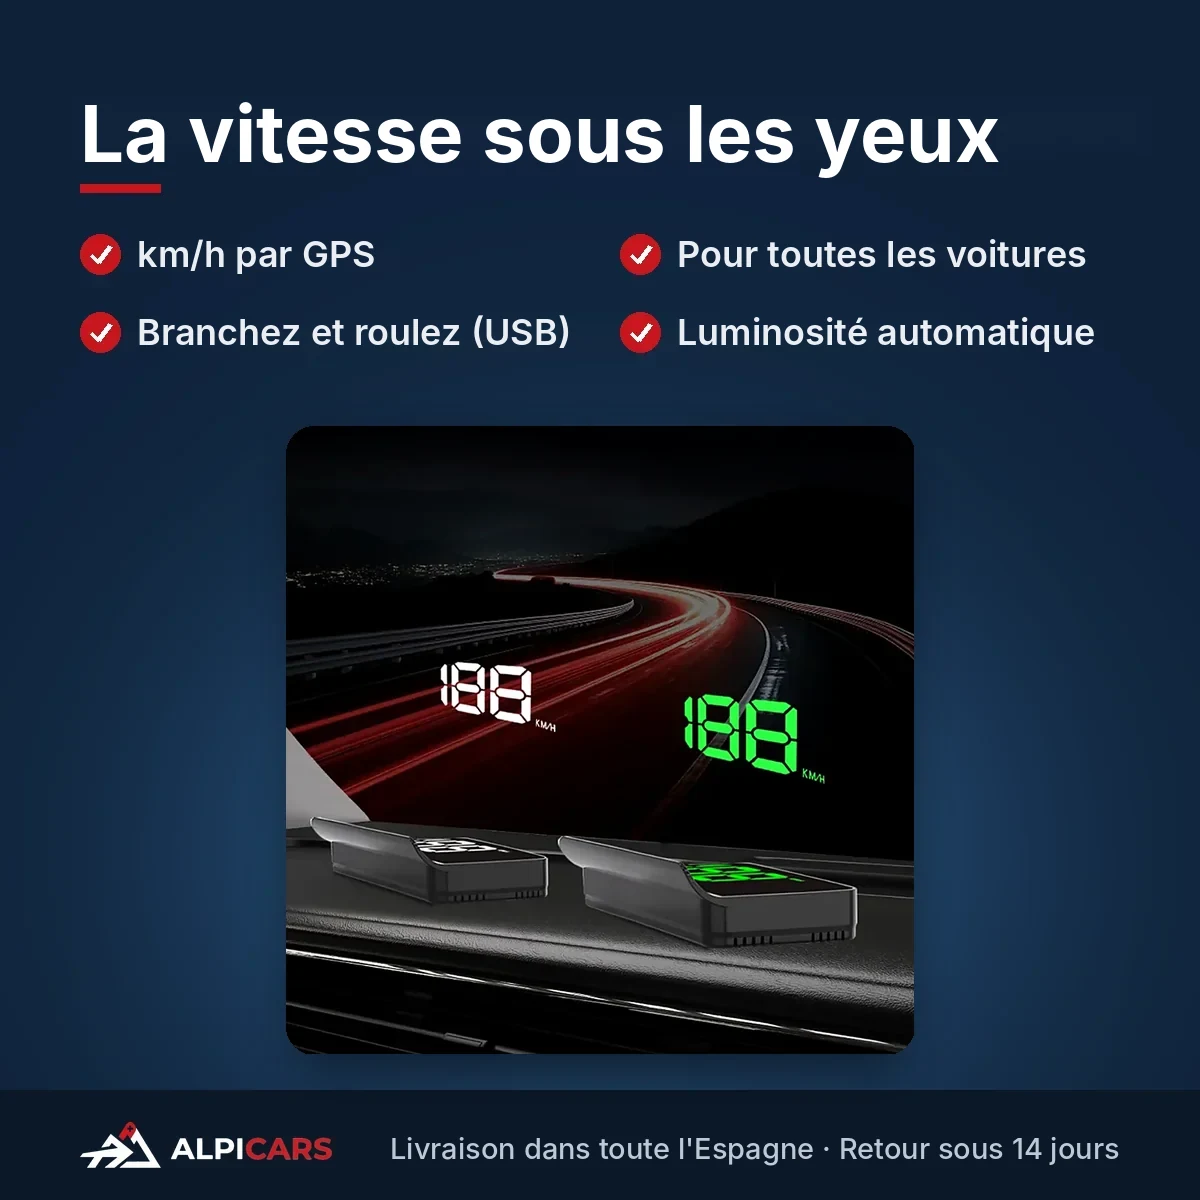 La vitesse sous les yeux
km/h par GPS
Pour toutes les voitures
Branchez et roulez (USB)
Luminosité automatique
188
KM/H
188
KM/H
ALPICARS
Livraison dans toute l'Espagne · Retour sous 14 jours